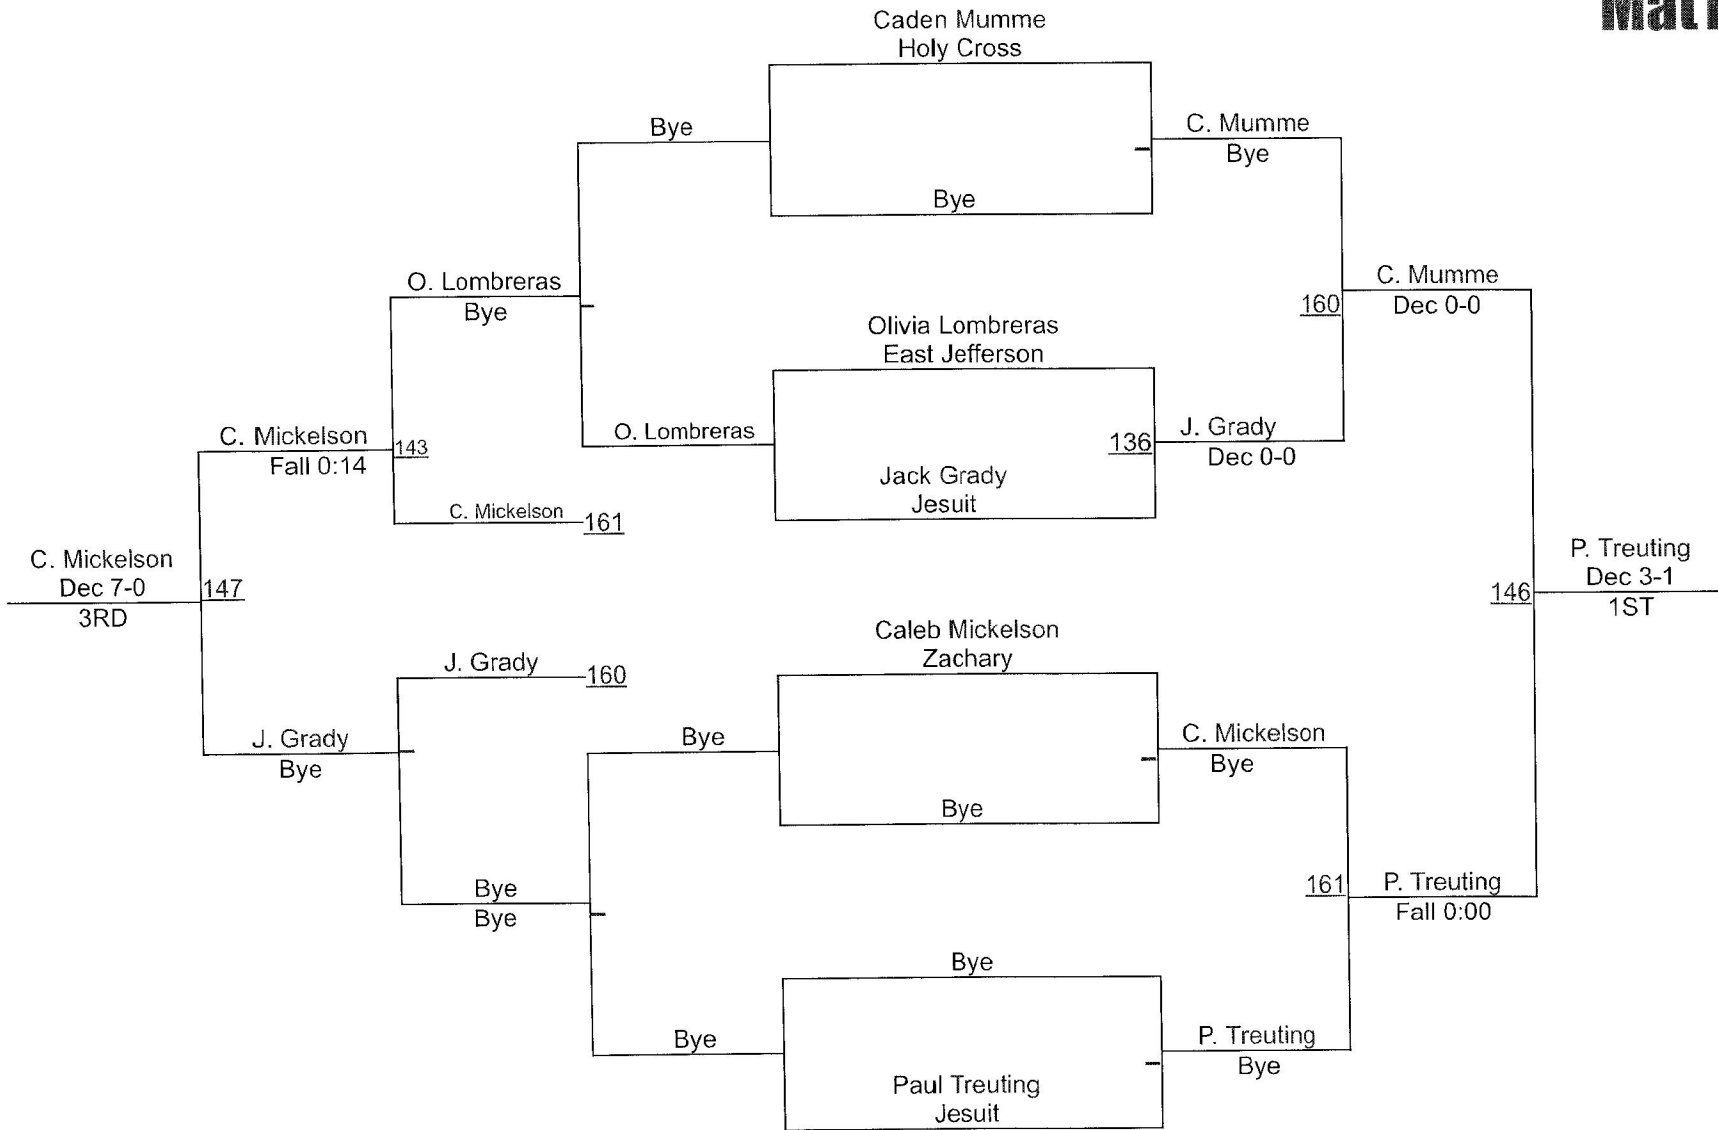 Caden Mumme
Holy Cross
Bye
C. Mumme
Bye
Bye
O. Lombreras
Bye
C. Mumme
Dec 0-0
160
Olivia Lombreras
East Jefferson
C. Mickelson
Fall 0:14
143
O. Lombreras
136
J. Grady
Dec 0-0
Jack Grady
Jesuit
C. Mickelson
161
C. Mickelson
Dec 7-0
3RD
147
P. Treuting
Dec 3-1
1ST
146
Caleb Mickelson
Zachary
J. Grady
160
J. Grady
Bye
Bye
C. Mickelson
Bye
Bye
Bye
Bye
161
P. Treuting
Fall 0:00
Bye
Bye
P. Treuting
Bye
Paul Treuting
Jesuit